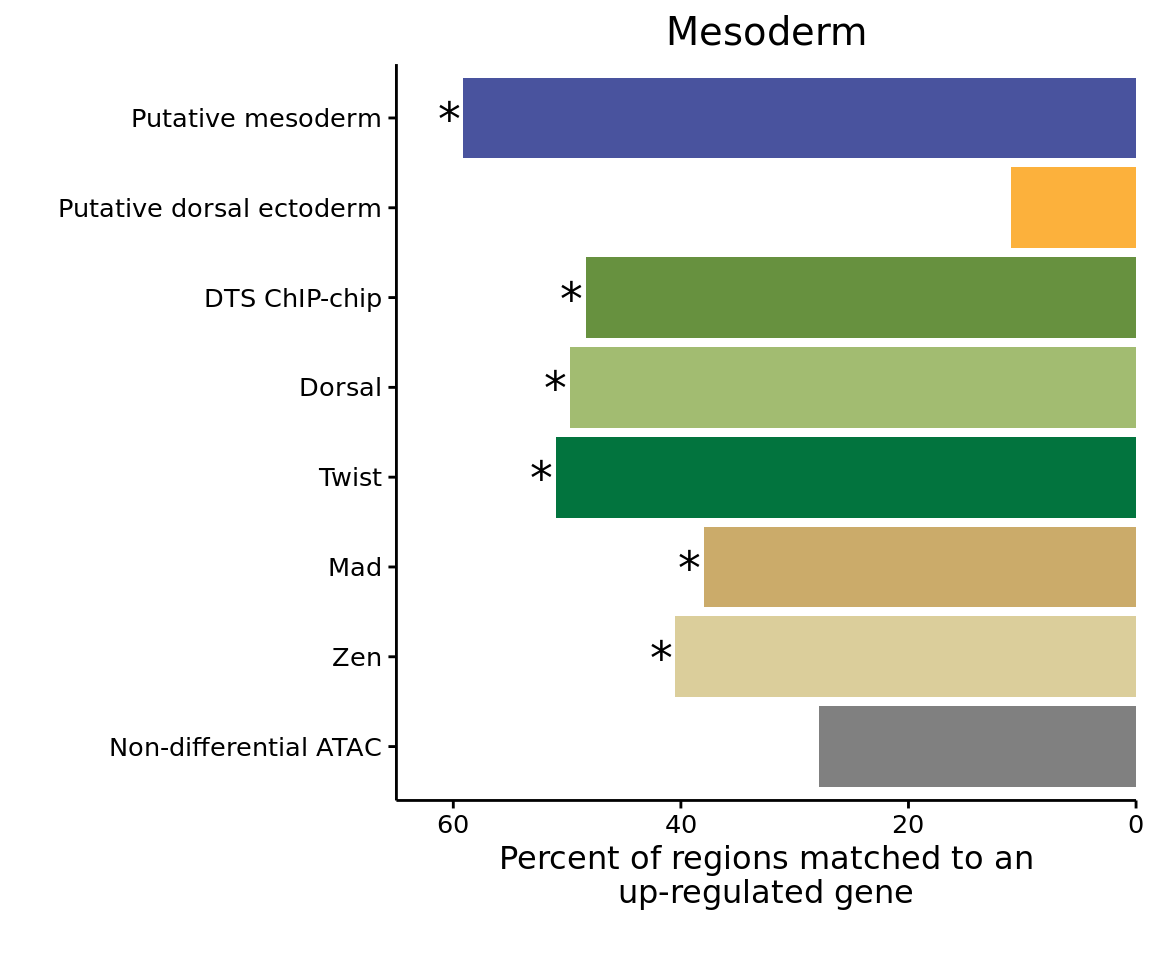 Mesoderm
Putative mesoderm *
Putative dorsal ectoderm
DTS ChIP-chip *
Dorsal *
Twist *
Mad *
Zen *
Non-differential ATAC
60 40 20 0
Percent of regions matched to an
up-regulated gene